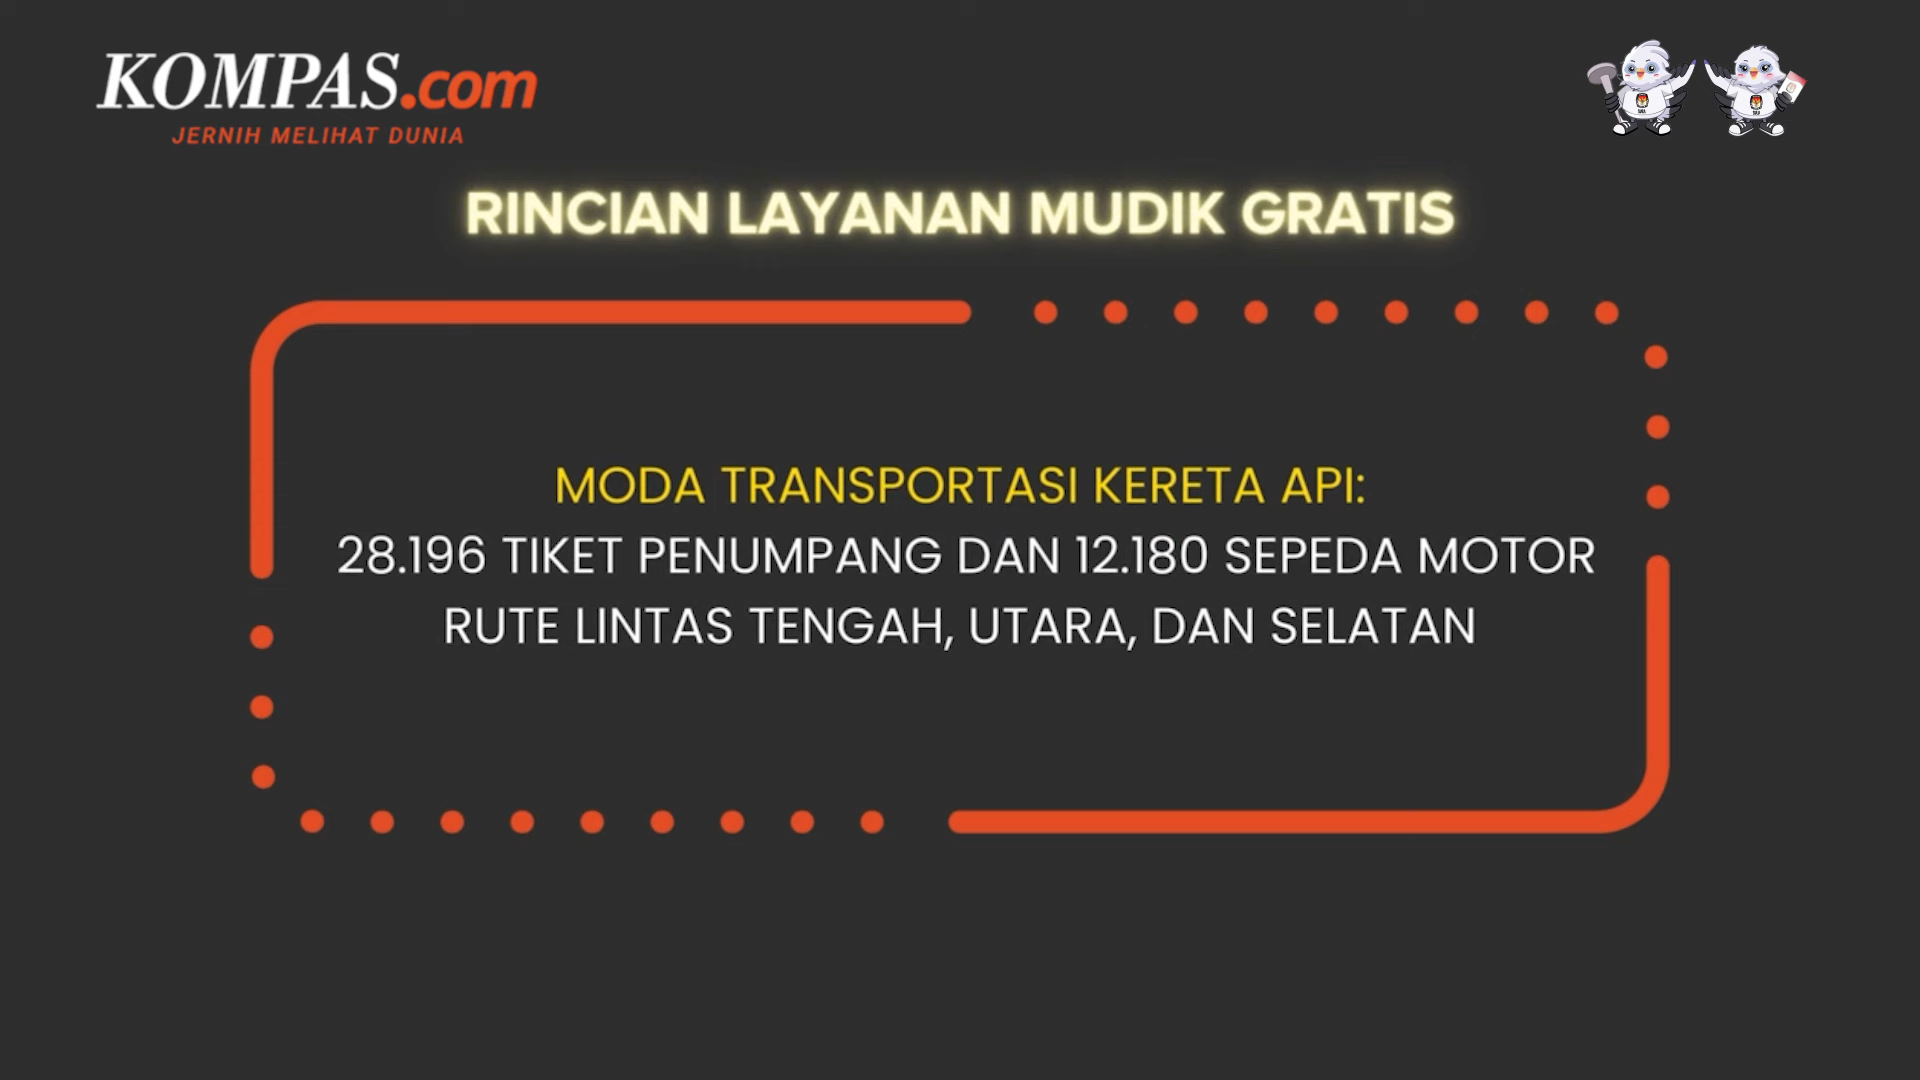 KOMPAS.com
JERNIH MELIHAT DUNIA
RINCIAN LAYANAN MUDIK GRATIS
MODA TRANSPORTASI KERETA API:
28.196 TIKET PENUMPANG DAN 12.180 SEPEDA MOTOR
RUTE LINTAS TENGAH, UTARA, DAN SELATAN